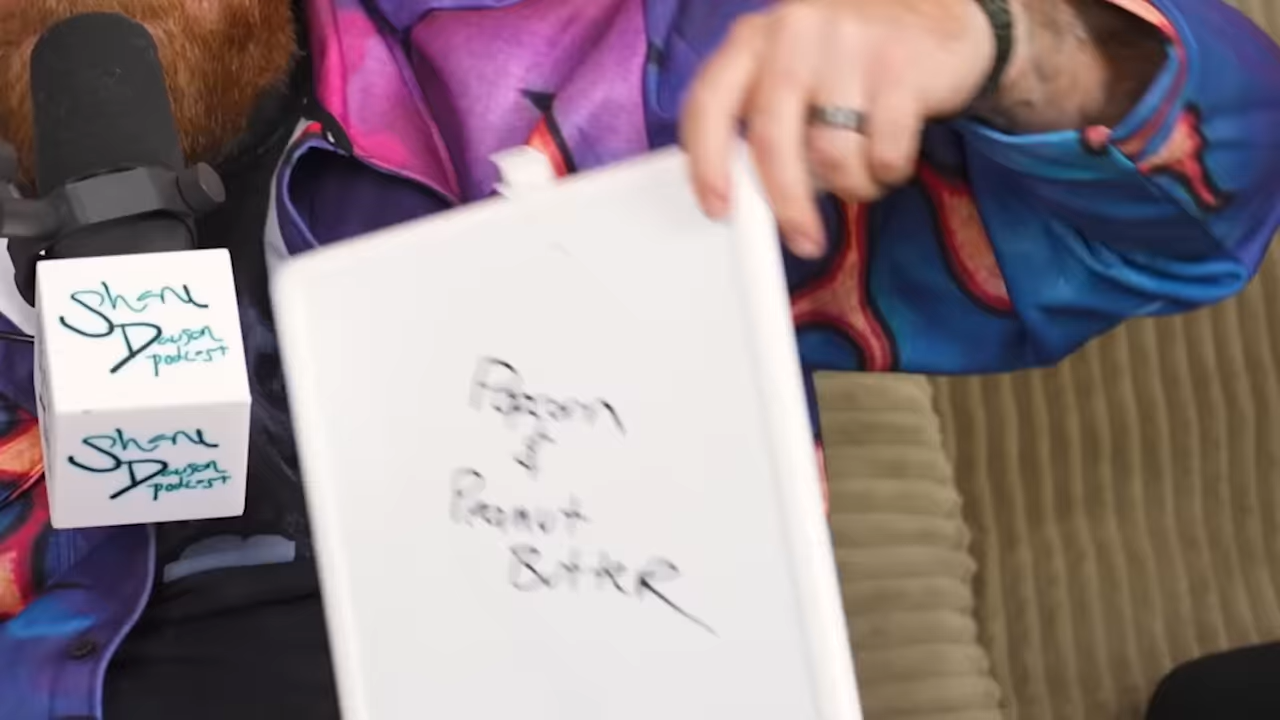 Shane
Dawson
podcast
Shane
Dawson
podcast
Popcorn
&
Peanut
Butter